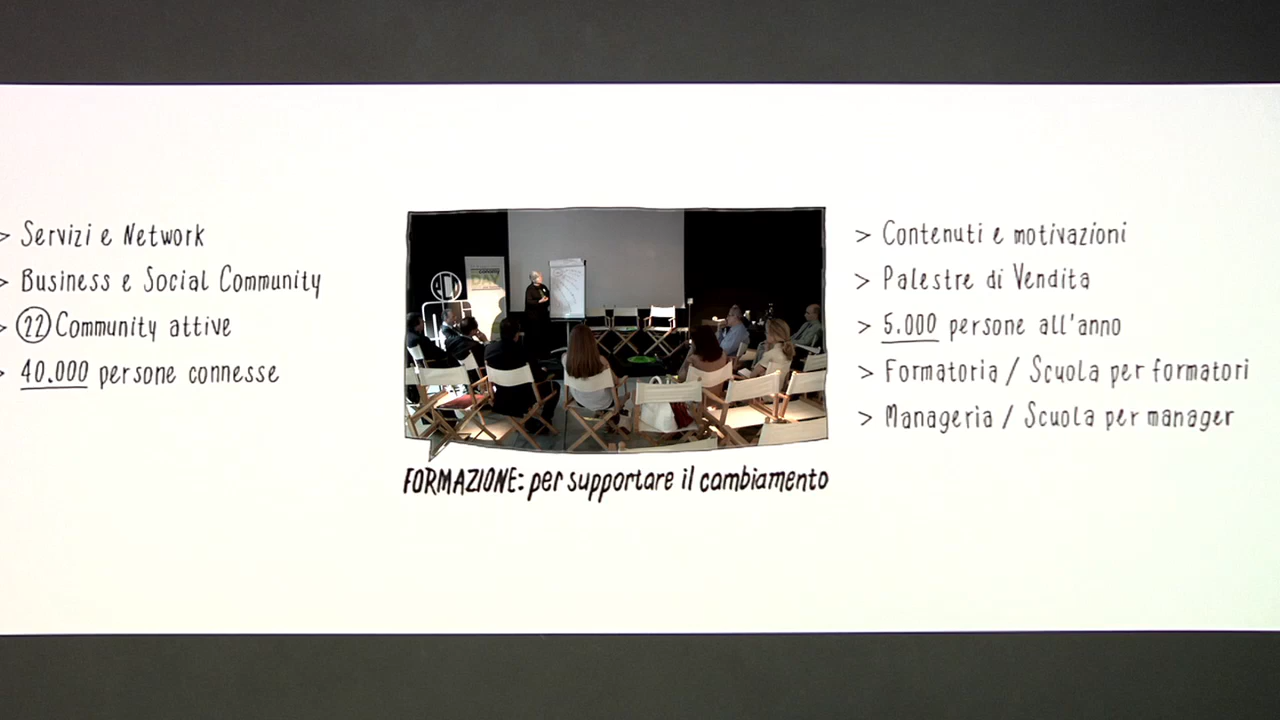 > Servizi e Network
> Business e Social Community
> 22 Community attive
> 40.000 persone connesse
DAY
FORMAZIONE: per supportare il cambiamento
> Contenuti e motivazioni
> Palestre di Vendita
> 5.000 persone all'anno
> Formatoria / Scuola per formatori
> Manageria / Scuola per manager